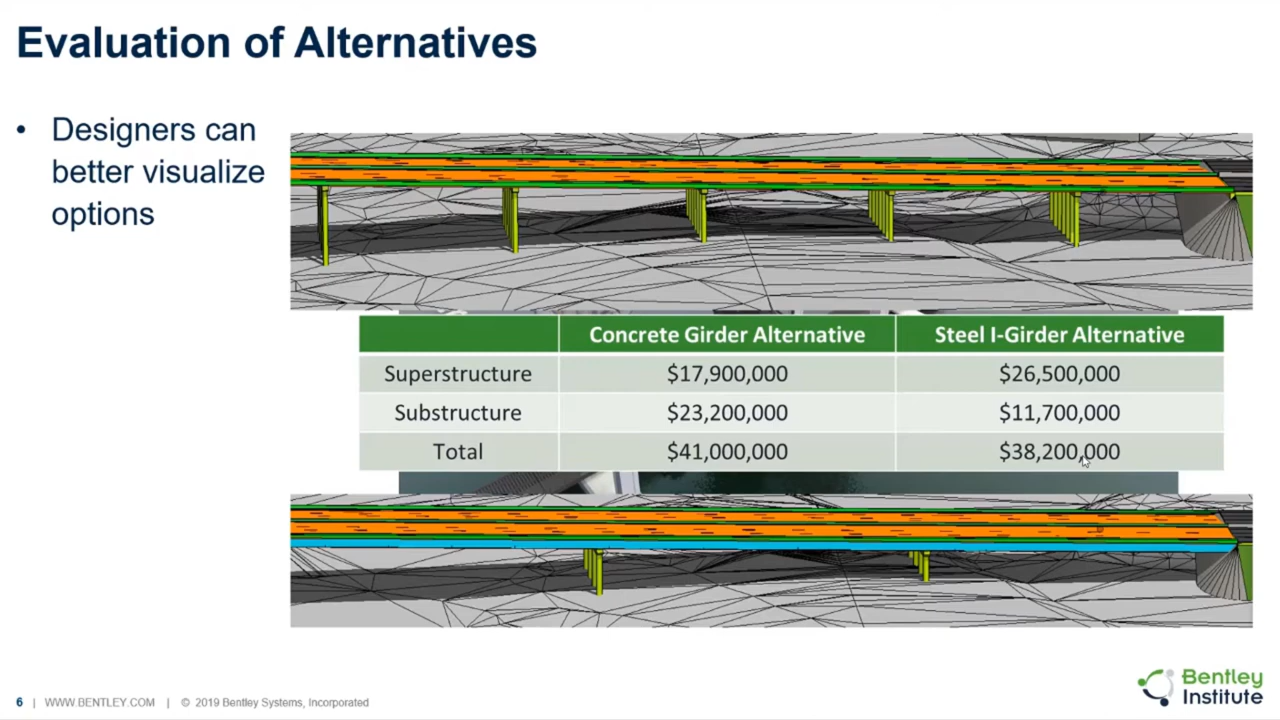 Evaluation of Alternatives
• Designers can
better visualize
options
Concrete Girder Alternative Steel I-Girder Alternative
Superstructure $17,900,000 $26,500,000
Substructure $23,200,000 $11,700,000
Total $41,000,000 $38,200,000
6 | WWW.BENTLEY.COM | © 2019 Bentley Systems, Incorporated
Bentley
Institute